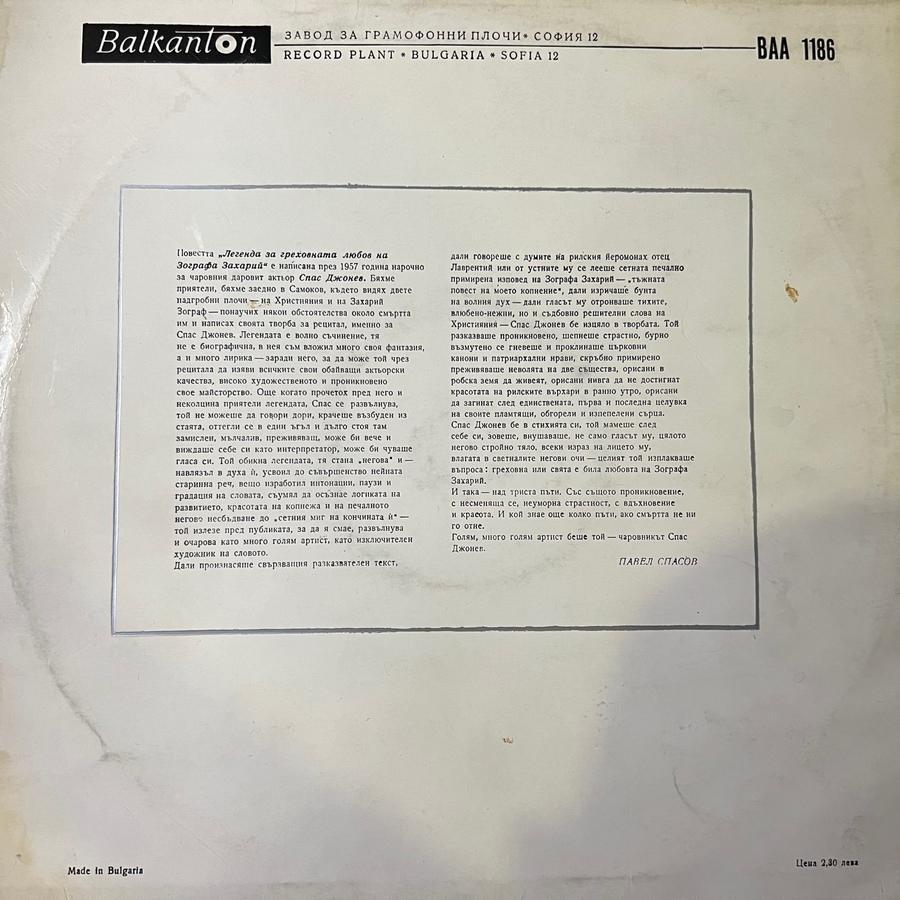 Balkanton
ЗАВОД ЗА ГРАМОФОННИ ПЛОЧИ * СОФИЯ 12
RECORD PLANT * BULGARIA * SOFIA 12
ВАА 1186
Повестта „Легенда за греховната любов на
Зографа Захарий“ е написана през 1957 година нарочно
за чаровния даровит актьор Спас Джонев. Бяхме
приятели, бяхме заедно в Самоков, където видях двете
надгробни плочи — на Християния и на Захарий
Зограф — понаучих някои обстоятелства около смъртта
им и написах своята творба за рецитал, именно за
Спас Джонев. Легендата е волно съчинение, тя
не е биографична, в нея съм вложил много своя фантазия,
а и много лирика — заради него, за да може той чрез
рецитала да изяви всичките свои обайващи актьорски
качества, високо художественото и проникновено
свое майсторство. Още когато прочетох пред него и
неколцина приятели легендата, Спас се развълнува,
той не можеше да говори дори, крачеше възбуден из
стаята, оттегли се в един ъгъл и дълго стоя там
замислен, мълчалив, преживяващ, може би вече и
виждаше себе си като интерпретатор, може би чуваше
гласа си. Той обикна легендата, тя стана „негова“ и —
навлязъл в духа ѝ, усвоил до съвършенство нейната
старинна реч, вещо изработил интонации, паузи и
градация на словата, съумял да осъзнае логиката на
развитието, красотата на копнежа и на печалното
негово несбъдване до „сетния миг на кончината ѝ“ —
той излезе пред публиката, за да я смае, развълнува
и очарова като много голям артист, като изключителен
художник на словото.
Дали произнасяше свързващия разказвателен текст,
дали говореше с думите на рилския йеромонах отец
Лаврентий или от устните му се лееше сетната печално
примирена изповед на Зографа Захарий — „тъжната
повест на моето копнение“, дали изричаше бунта
на волния дух — дали гласът му отронваше тихите,
влюбено-нежни, но и съдбовно решителни слова на
Християния — Спас Джонев бе изцяло в творбата. Той
разказваше проникновено, шепнеше страстно, бурно
възмутено се гневеше и проклинаше църковни
канони и патриархални нрави, скръбно примирено
преживяваше неволята на две същества, орисани в
робска земя да живеят, орисани нивга да не достигнат
красотата на рилските върхари в ранно утро, орисани
да загинат след единствената, първа и последна целувка
на своите пламтящи, обгорели и изпепелени сърца.
Спас Джонев бе в стихията си, той мамеше след
себе си, зовеше, внушаваше, не само гласът му, цялото
негово стройно тяло, всеки израз на лицето му,
влагата в светналите негови очи — целият той изплакваше
въпроса: греховна или свята е била любовта на Зографа
Захарий.
И така — над триста пъти. Със същото проникновение,
с несменяща се, неуморна страстност, с вдъхновение
и красота. И кой знае още колко пъти, ако смъртта не ни
го отне.
Голям, много голям артист беше той — чаровникът Спас
Джонев.
ПАВЕЛ СПАСОВ
Made in Bulgaria
Цена 2,30 лева